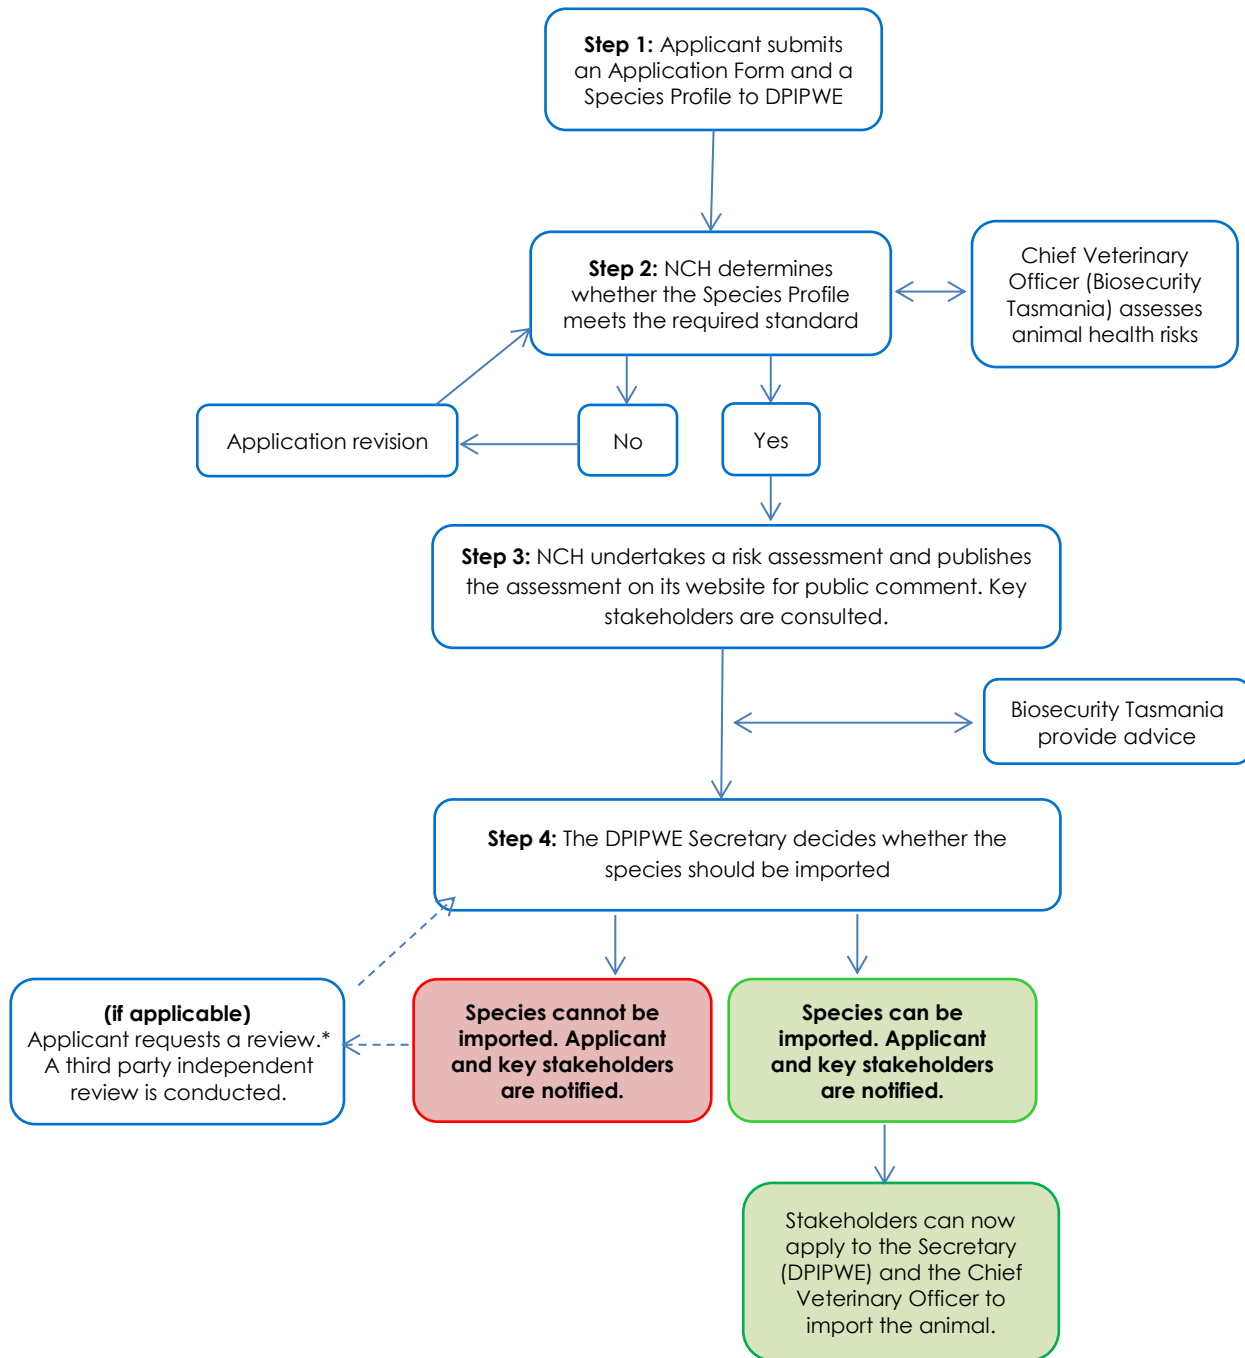 Step 1: Applicant submits
an Application Form and a
Species Profile to DPIPWE
Step 2: NCH determines
whether the Species Profile
meets the required standard
Chief Veterinary
Officer (Biosecurity
Tasmania) assesses
animal health risks
Application revision
No
Yes
Step 3: NCH undertakes a risk assessment and publishes
the assessment on its website for public comment. Key
stakeholders are consulted.
Biosecurity Tasmania
provide advice
Step 4: The DPIPWE Secretary decides whether the
species should be imported
(if applicable)
Applicant requests a review.*
A third party independent
review is conducted.
Species cannot be
imported. Applicant
and key stakeholders
are notified.
Species can be
imported. Applicant
and key stakeholders
are notified.
Stakeholders can now
apply to the Secretary
(DPIPWE) and the Chief
Veterinary Officer to
import the animal.